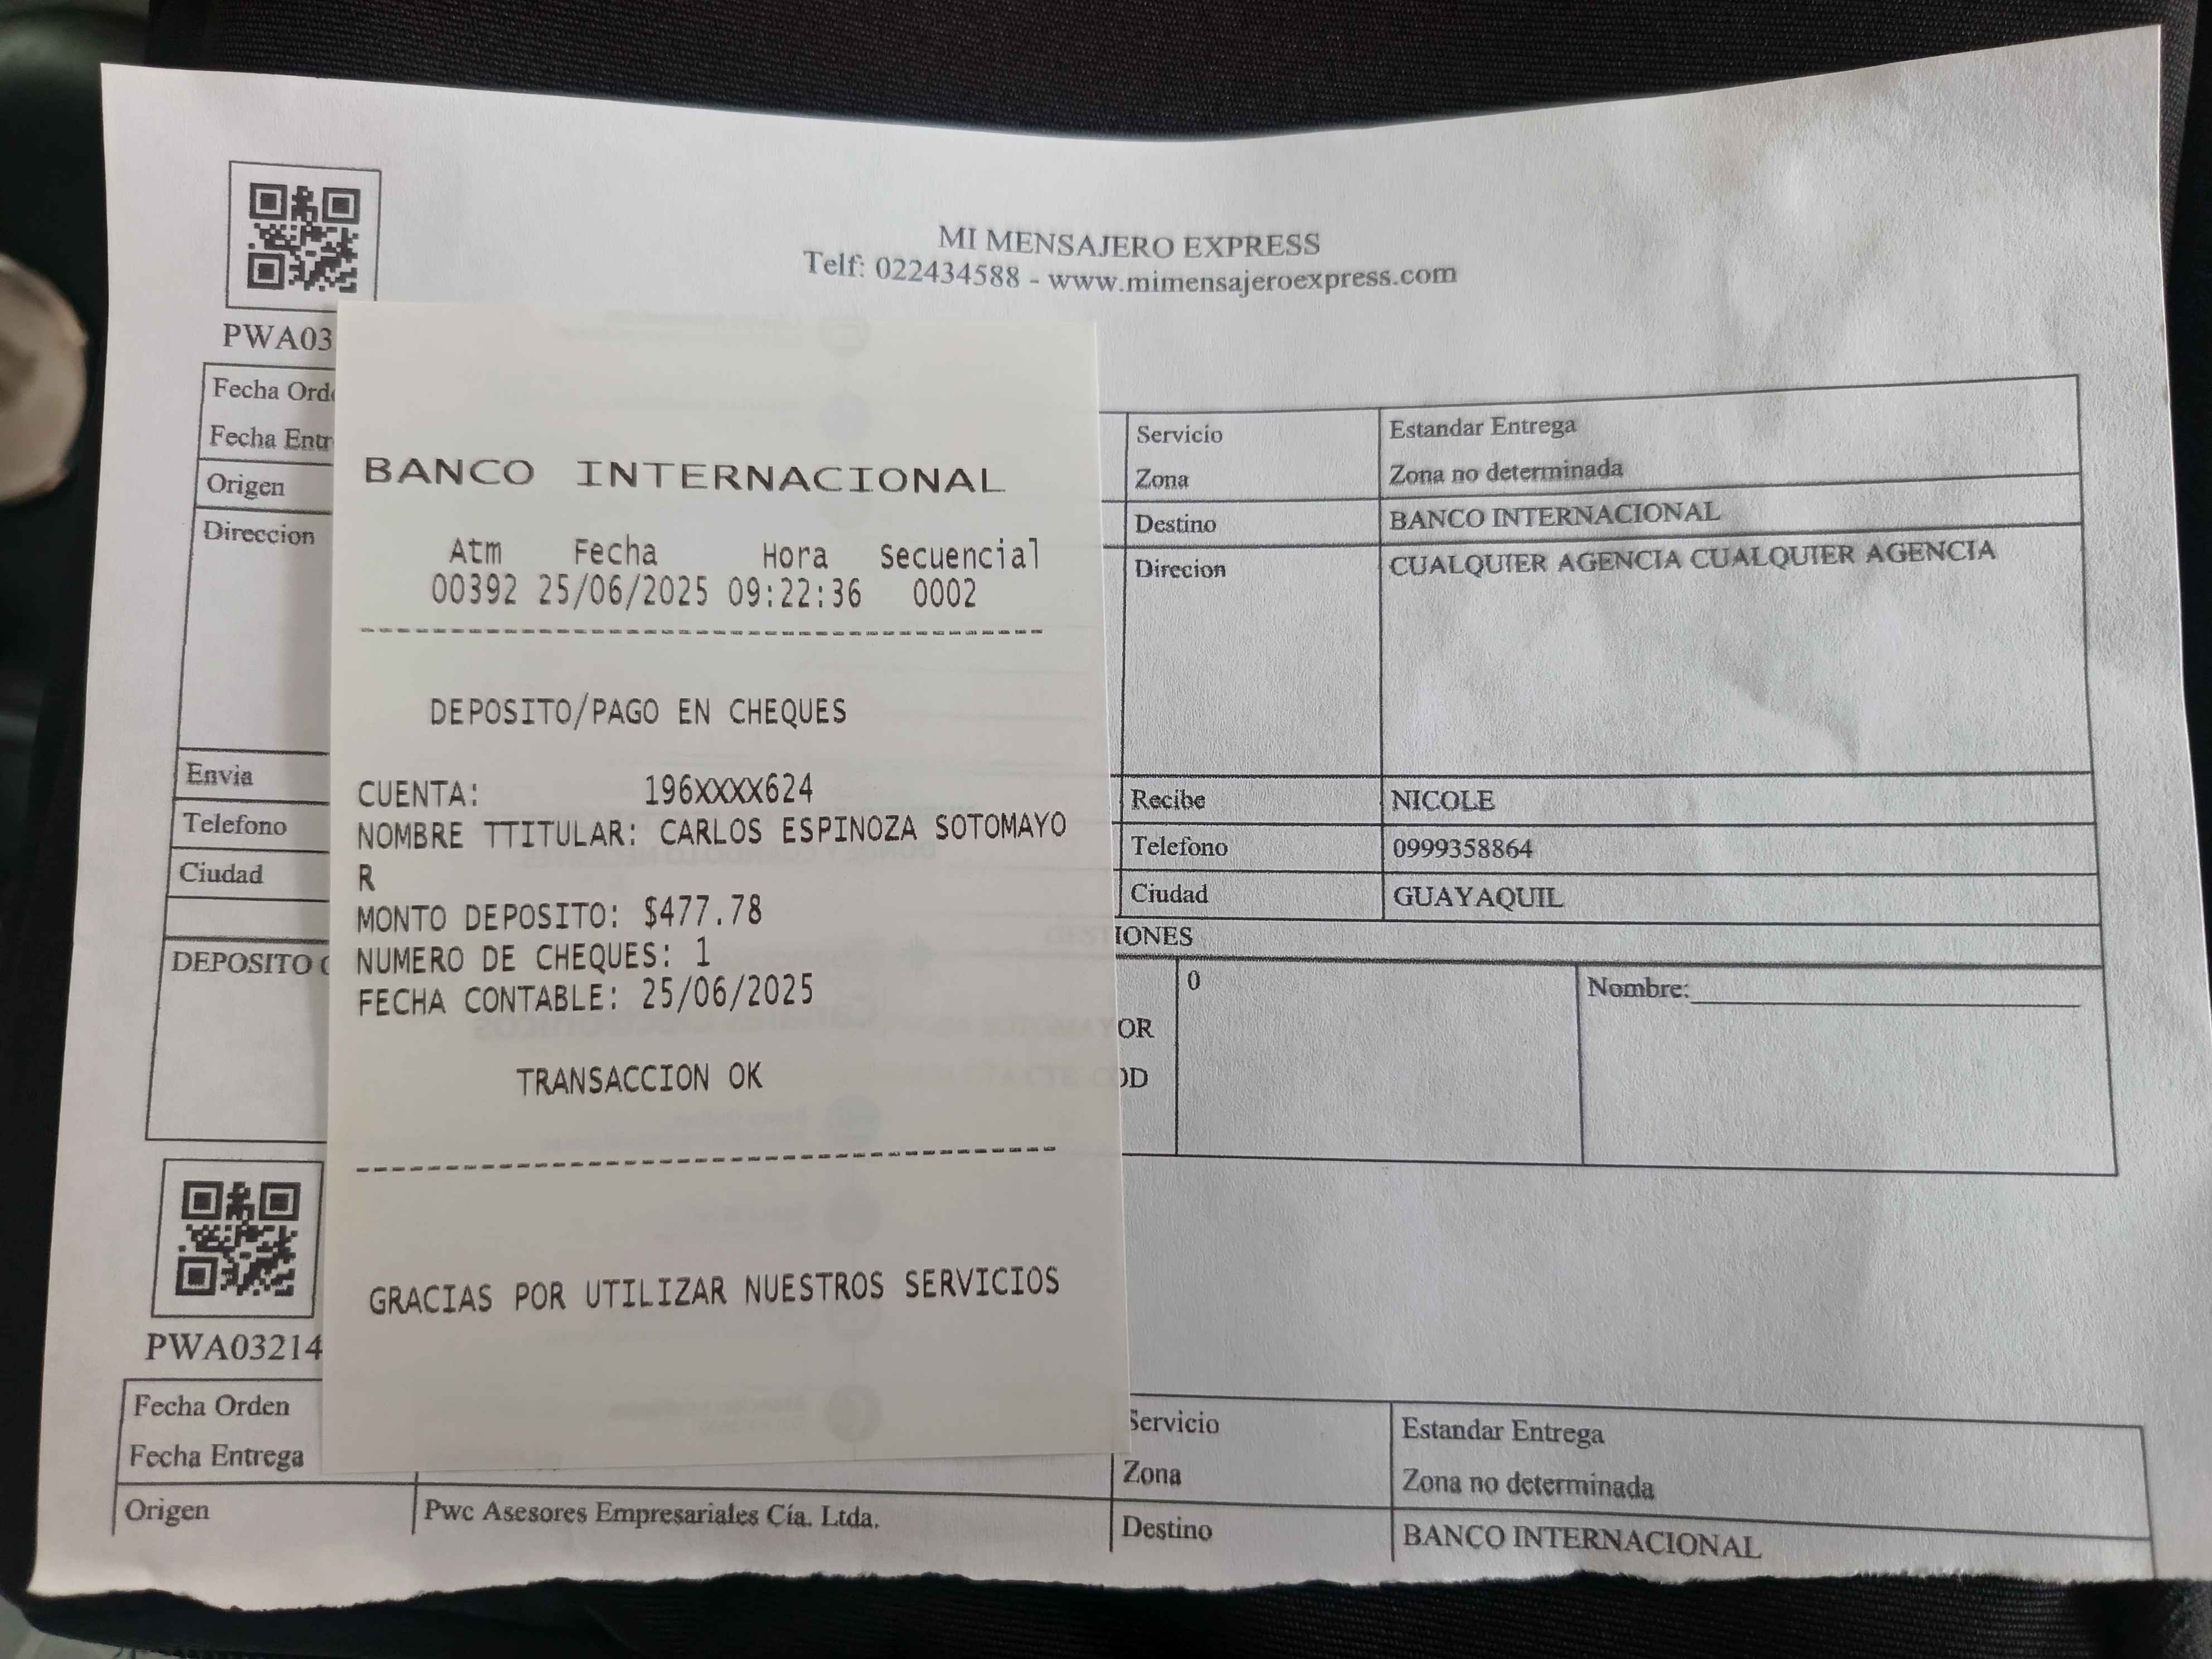 MI MENSAJERO EXPRESS
Telf: 022434588 - www.mimensajeroexpress.com
PWA03
Fecha
Fecha
Origen
Direccion
Envia
Telefono
Ciudad
DEPOSITO
BANCO INTERNACIONAL
Atm Fecha Hora Secuencial
00392 25/06/2025 09:22:36 0002
DEPOSITO/PAGO EN CHEQUES
CUENTA: 196XXXX624
NOMBRE TTITULAR: CARLOS ESPINOZA SOTOMAYO
R
MONTO DEPOSITO: $477.78
NUMERO DE CHEQUES: 1
FECHA CONTABLE: 25/06/2025
TRANSACCION OK
GRACIAS POR UTILIZAR NUESTROS SERVICIOS
Servicio Estandar Entrega
Zona Zona no determinada
Destino BANCO INTERNACIONAL
Direcion CUALQUIER AGENCIA CUALQUIER AGENCIA
Recibe NICOLE
Telefono 0999358864
Ciudad GUAYAQUIL
IONES
0 Nombre:
OR
OD
PWA03214
Fecha Orden Servicio Estandar Entrega
Fecha Entrega Zona Zona no determinada
Origen Pwc Asesores Empresariales Cía. Ltda. Destino BANCO INTERNACIONAL